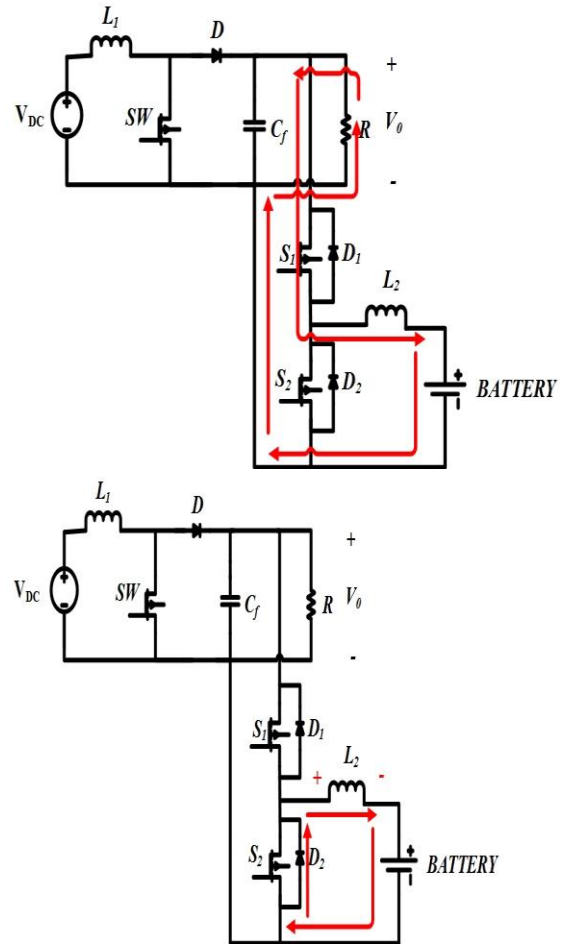 L1
D
+
VDC
SW
Cf
R
V0
-
S1
D1
L2
S2
D2
+
BATTERY
-
L1
D
+
VDC
SW
Cf
R
V0
-
S1
D1
L2
+ -
S2
D2
+
BATTERY
-